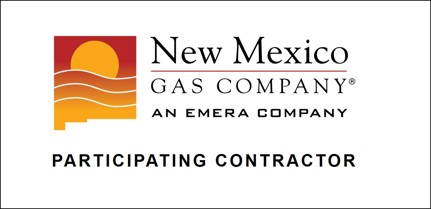 New Mexico
GAS COMPANY®
AN EMERA COMPANY
PARTICIPATING CONTRACTOR